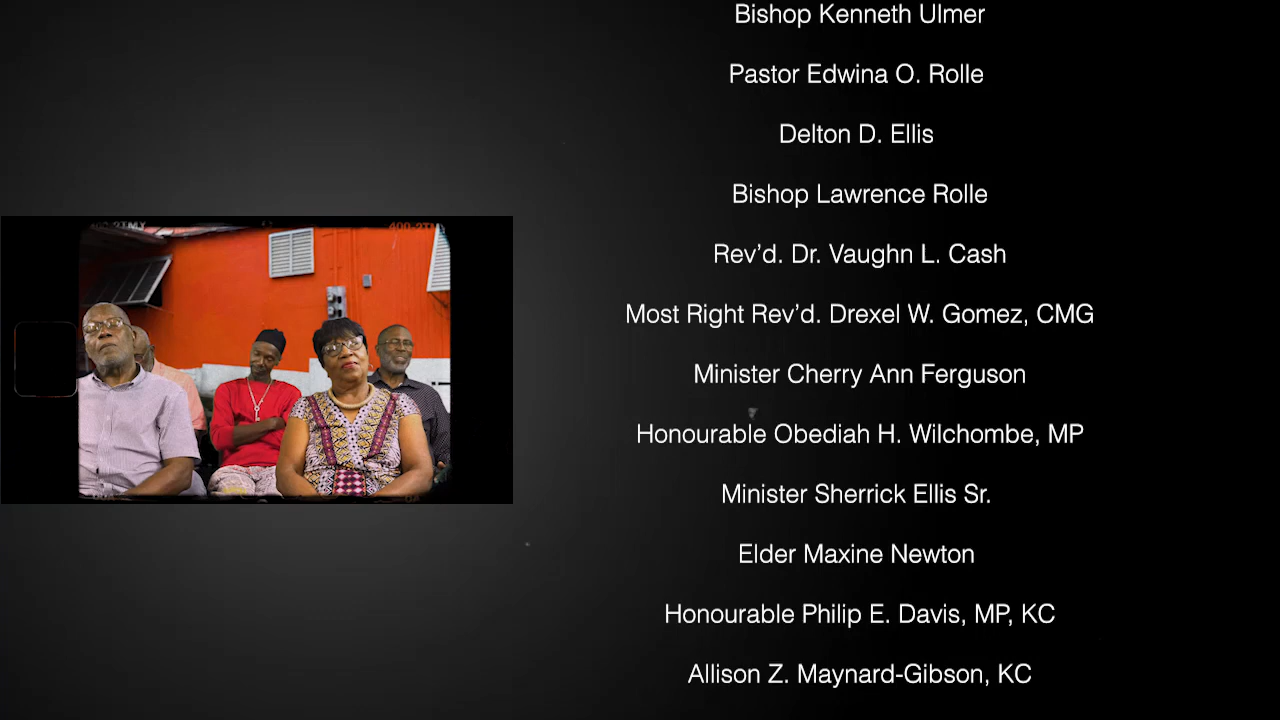 Bishop Kenneth Ulmer
Pastor Edwina O. Rolle
Delton D. Ellis
Bishop Lawrence Rolle
Rev’d. Dr. Vaughn L. Cash
Most Right Rev’d. Drexel W. Gomez, CMG
Minister Cherry Ann Ferguson
Honourable Obediah H. Wilchombe, MP
Minister Sherrick Ellis Sr.
Elder Maxine Newton
Honourable Philip E. Davis, MP, KC
Allison Z. Maynard-Gibson, KC